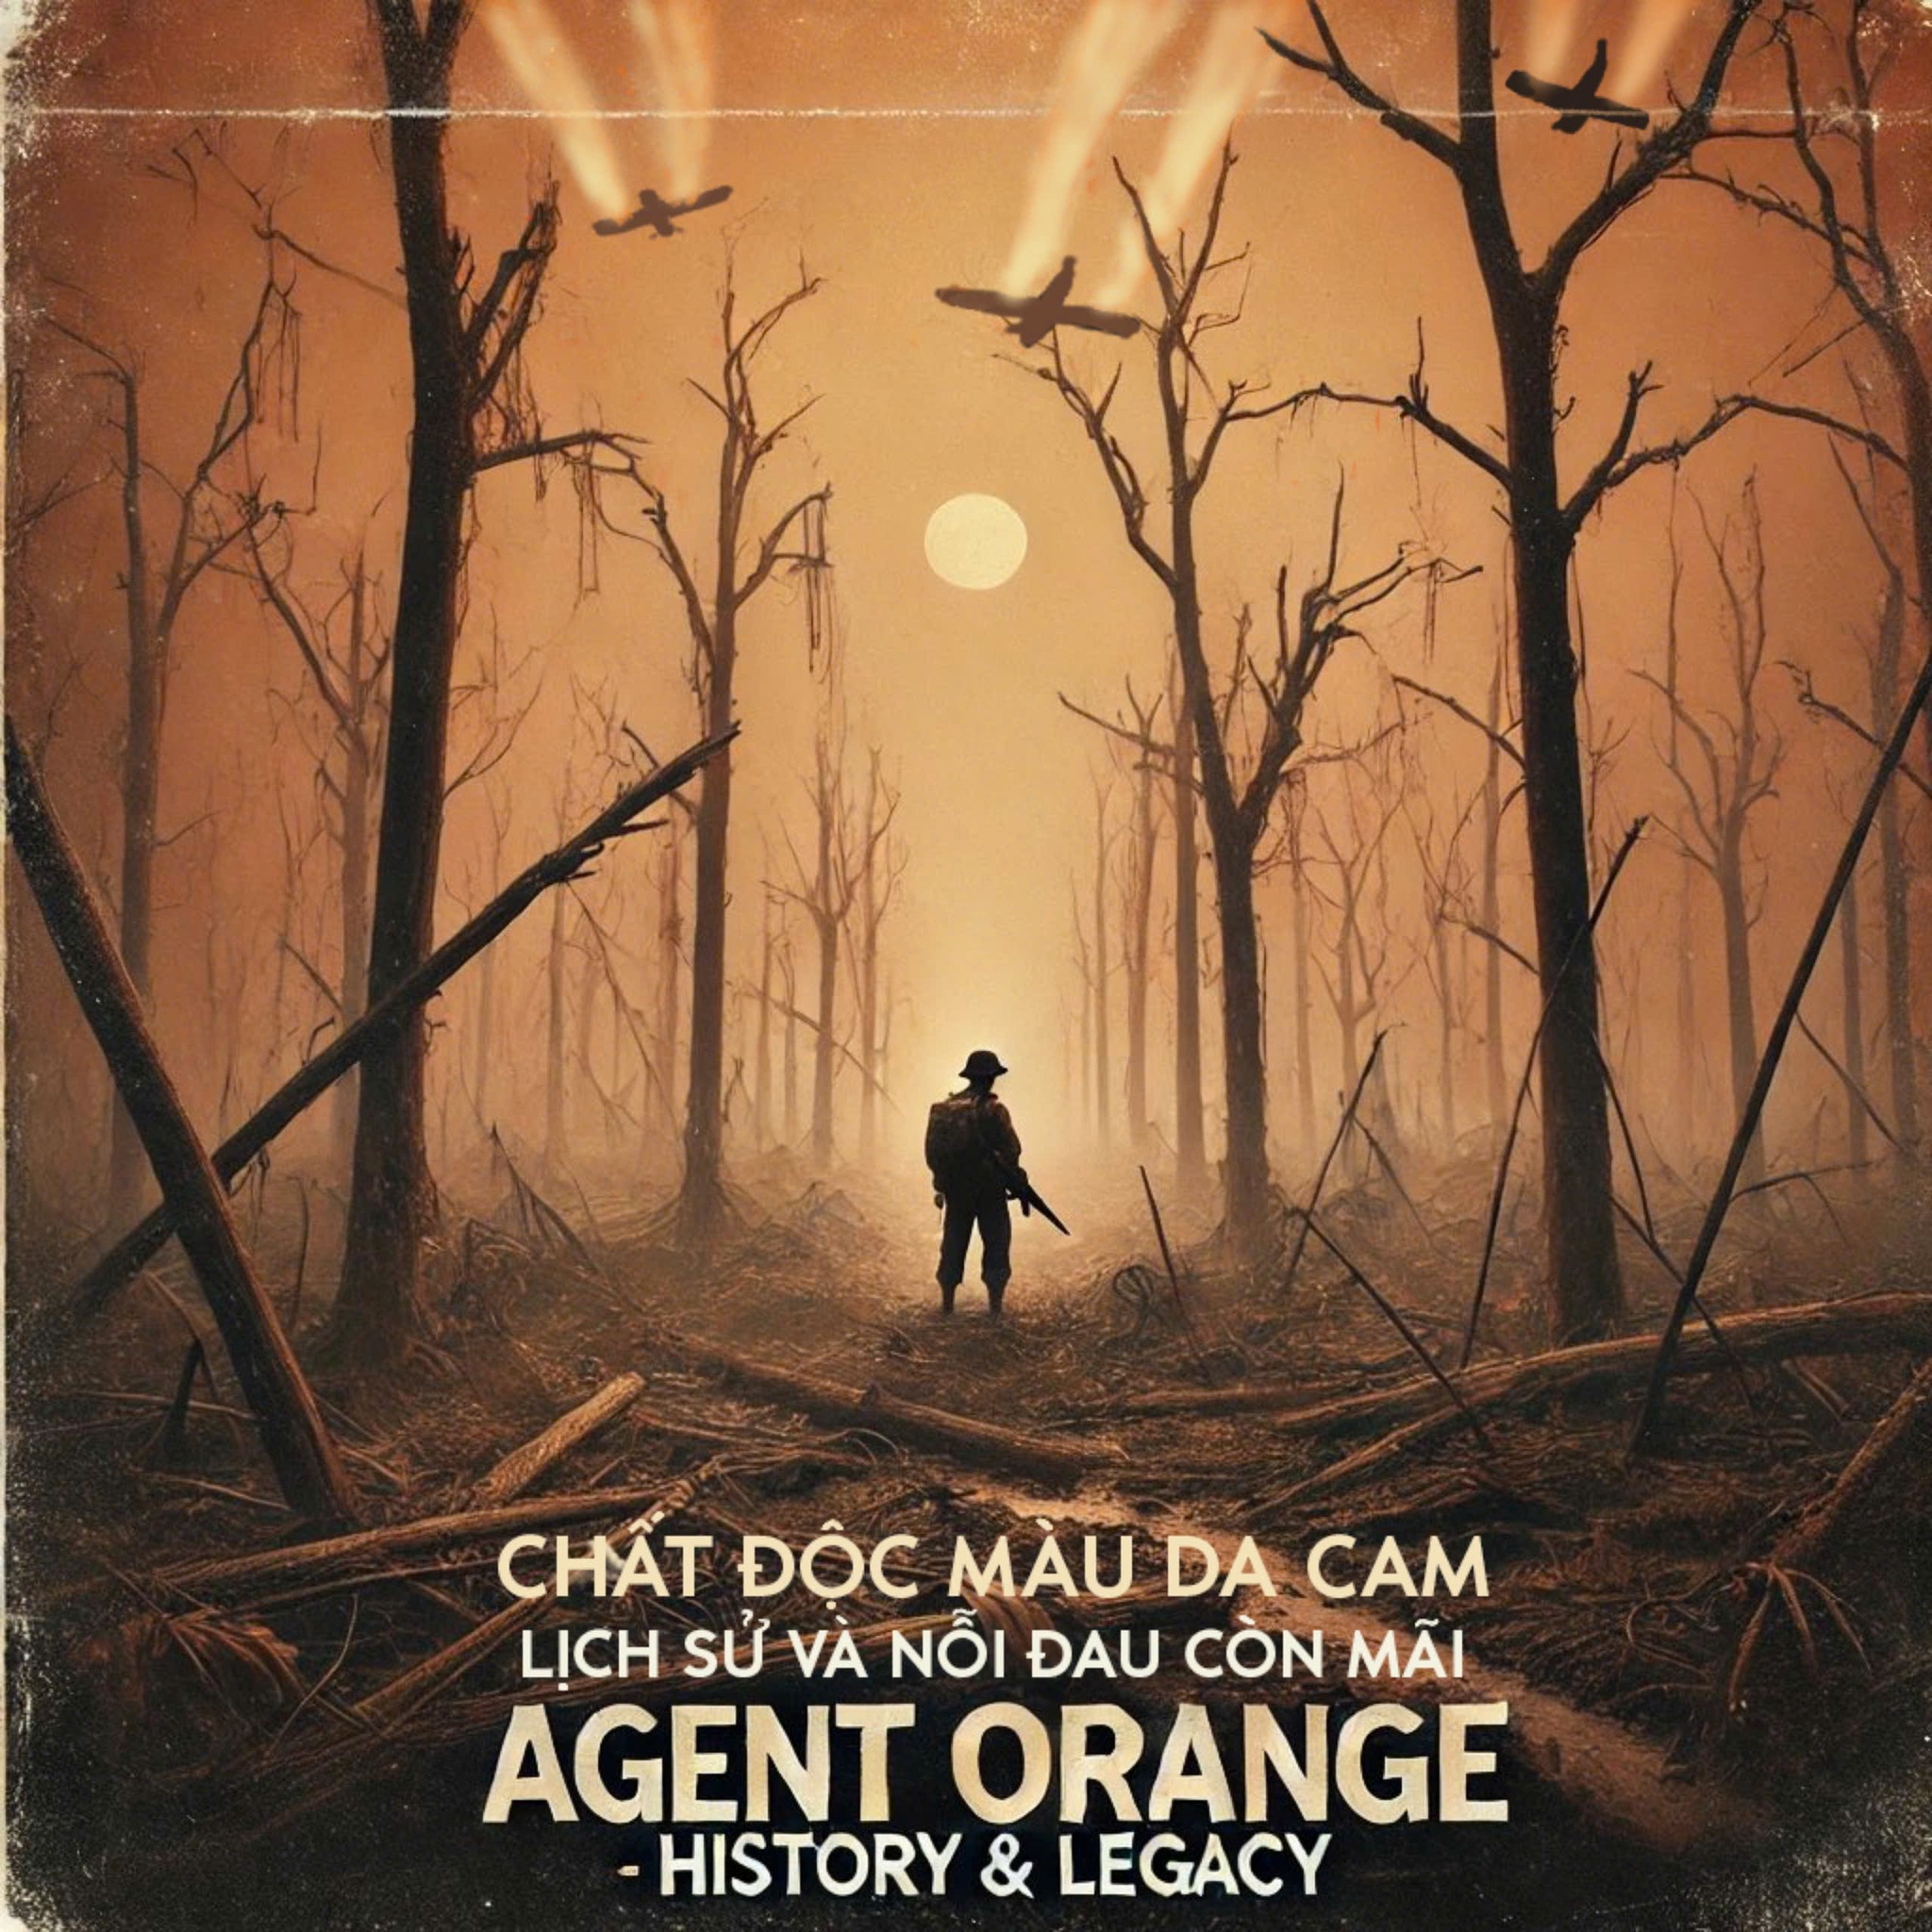 CHẤT ĐỘC MÀU DA CAM
LỊCH SỬ VÀ NỖI ĐAU CÒN MÃI
AGENT ORANGE
- HISTORY & LEGACY